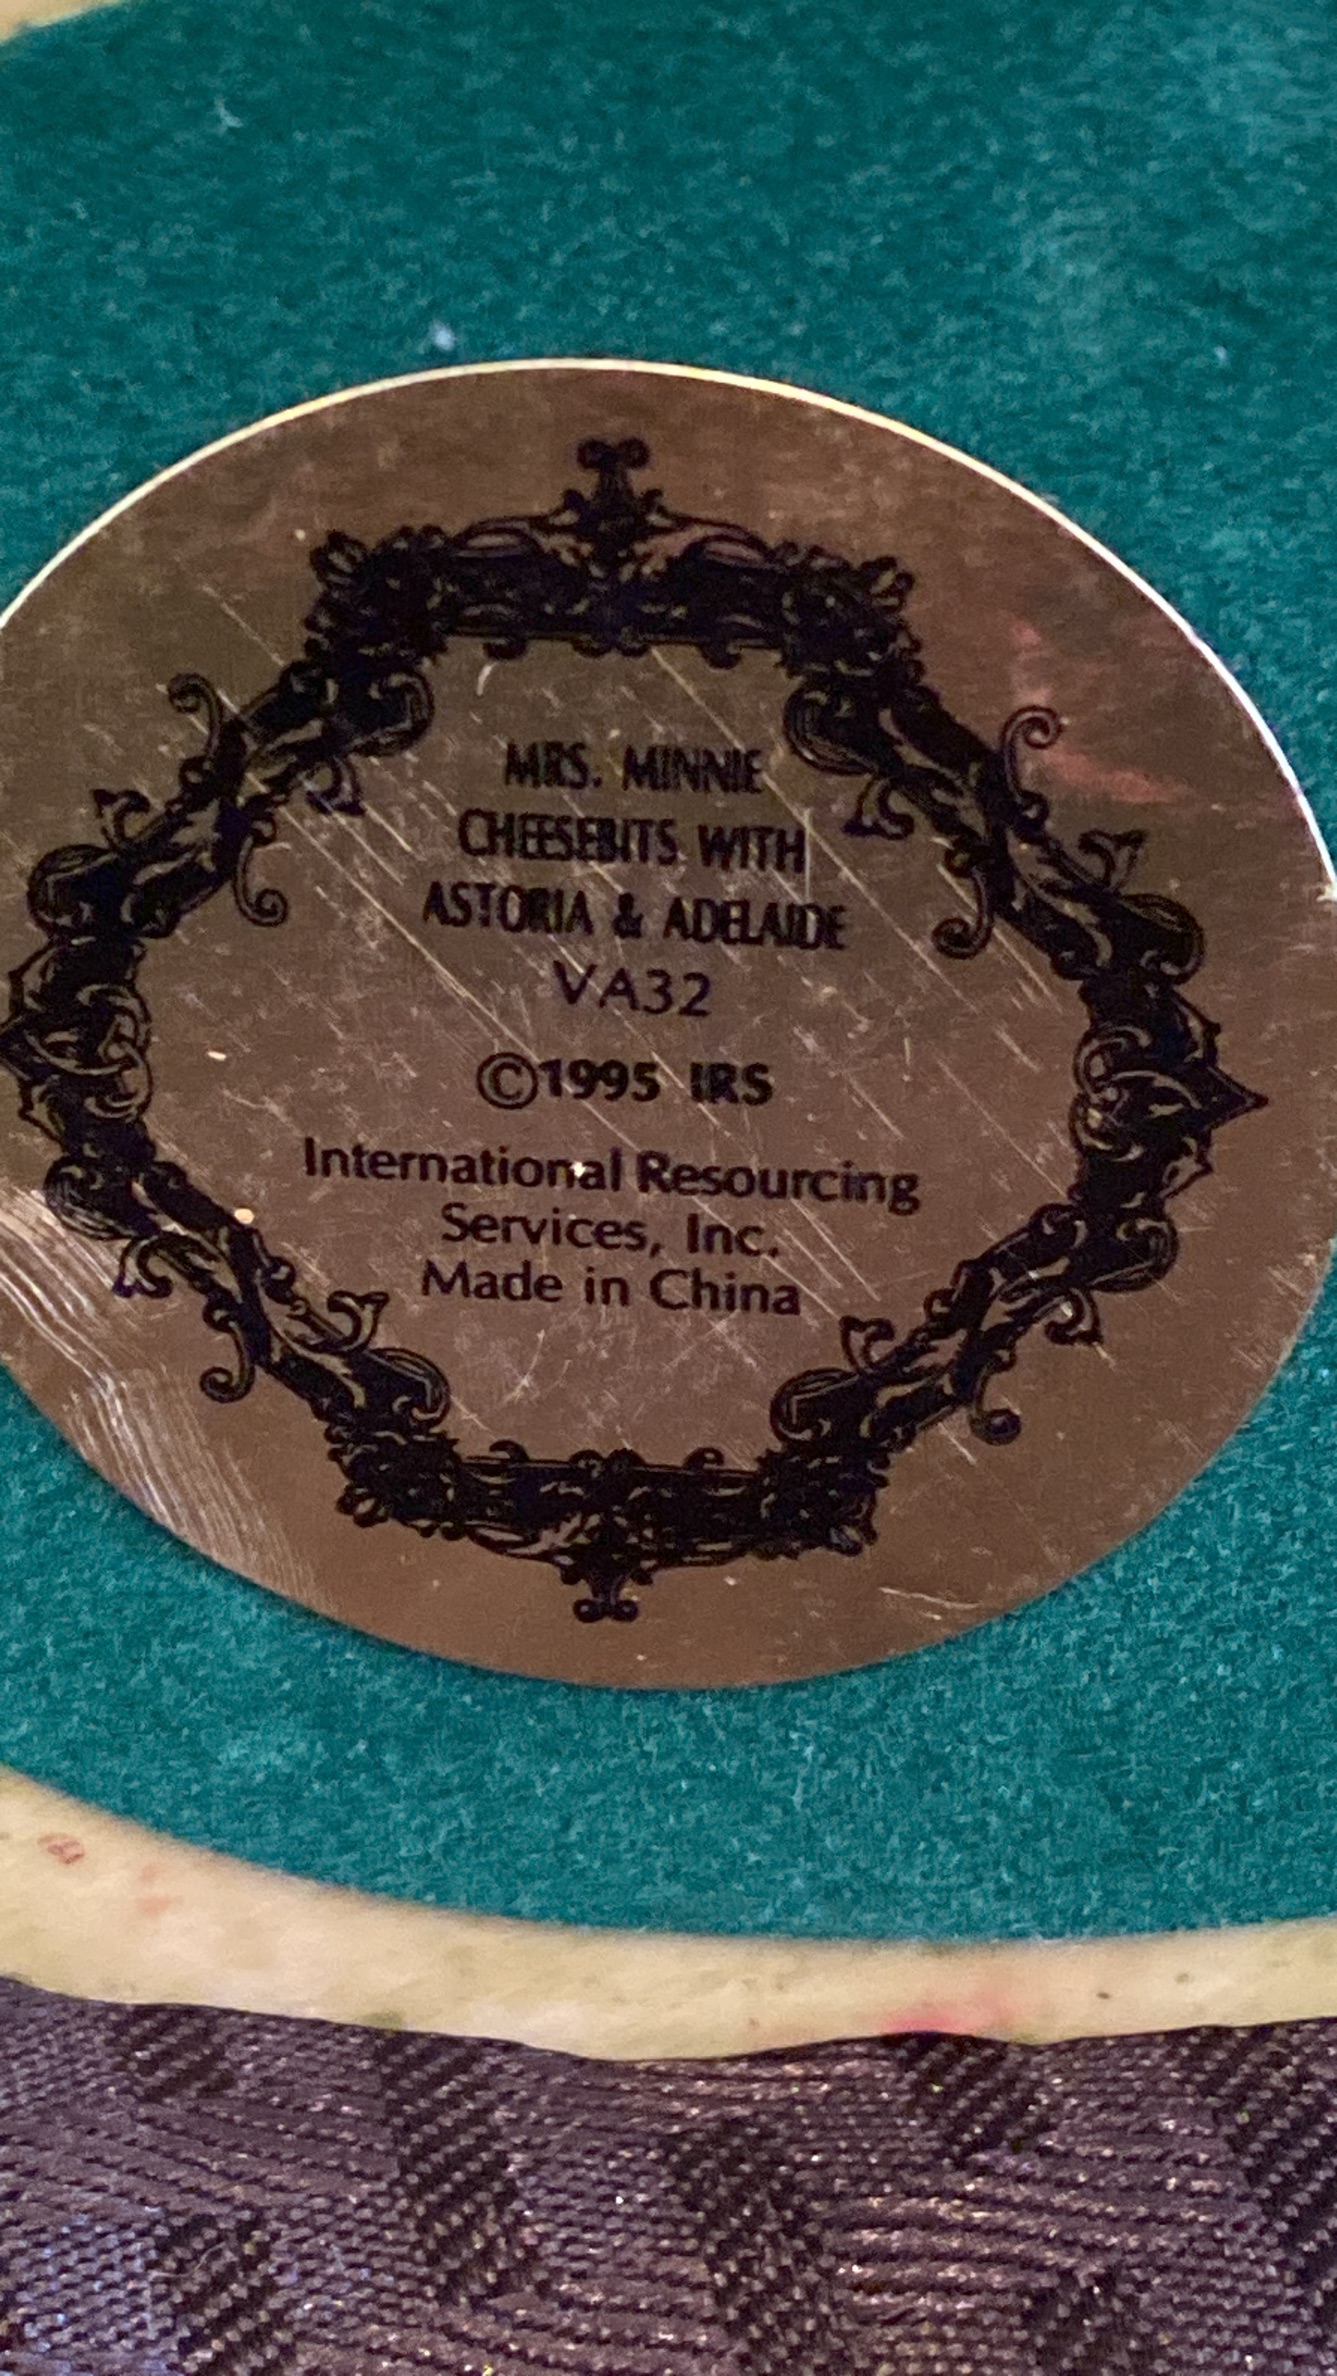 MRS. MINNIE
CHEESEBITS WITH
ASTORIA & ADELAIDE
VA32
©1995 IRS
International Resourcing
Services, Inc.
Made in China